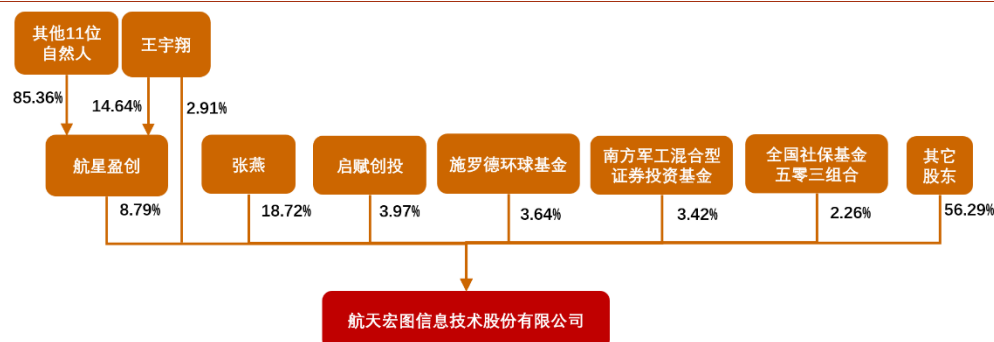 其他11位
自然人
王宇翔
85.36%
14.64%
2.91%
航星盈创
张燕
启赋创投
施罗德环球基金
南方军工混合型
证券投资基金
全国社保基金
五零三组合
其它
股东
8.79%
18.72%
3.97%
3.64%
3.42%
2.26%
56.29%
航天宏图信息技术股份有限公司